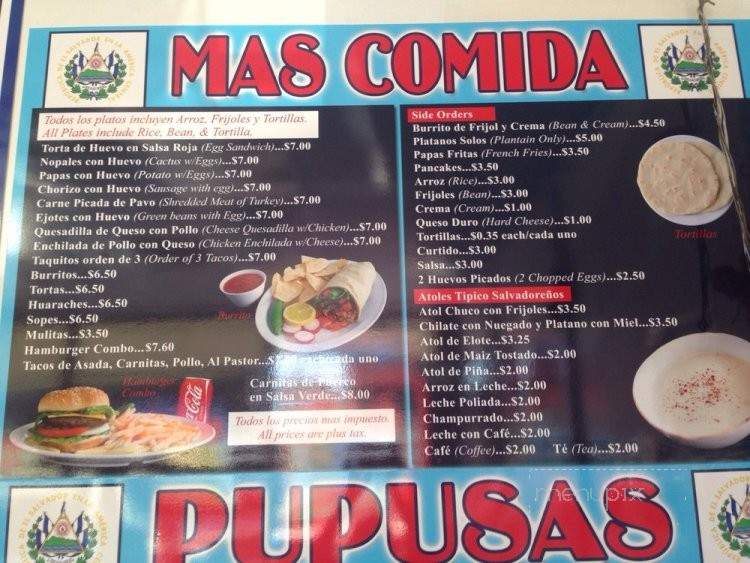 MAS COMIDA
Todos los platos incluyen Arroz, Frijoles y Tortillas.
All Plates include Rice, Bean, & Tortilla.
Torta de Huevo en Salsa Roja (Egg Sandwich)...$7.00
Nopales con Huevo (Cactus w/Eggs)...$7.00
Papas con Huevo (Potato w/Eggs)...$7.00
Chorizo con Huevo (Sausage with egg)...$7.00
Carne Picada de Pavo (Shredded Meat of Turkey)...$7.00
Ejotes con Huevo (Green beans with Egg)...$7.00
Quesadilla de Queso con Pollo (Cheese Quesadilla w/Chicken)...$7.00
Enchilada de Pollo con Queso (Chicken Enchilada w/Cheese)...$7.00
Taquitos orden de 3 (Order of 3 Tacos)...$7.00
Burritos...$6.50
Tortas...$6.50
Huaraches...$6.50
Sopes...$6.50
Mulitas...$3.50
Hamburger Combo...$7.60
Tacos de Asada, Carnitas, Pollo, Al Pastor... each/cada uno
Burrito
Hamburger
Combo
Coca-Cola
Carnitas de Puerco
en Salsa Verde...$8.00
Todos los precios mas impuesto.
All prices are plus tax.
Side Orders
Burrito de Frijol y Crema (Bean & Cream)...$4.50
Platanos Solos (Plantain Only)...$5.00
Papas Fritas (French Fries)...$3.50
Pancakes...$3.50
Arroz (Rice)...$3.00
Frijoles (Bean)...$3.00
Crema (Cream)...$1.00
Queso Duro (Hard Cheese)...$1.00
Tortillas...$0.35 each/cada uno
Curtido...$3.00
Salsa...$3.00
2 Huevos Picados (2 Chopped Eggs)...$2.50
Tortillas
Atoles Tipico Salvadoreños
Atol Chuco con Frijoles...$3.50
Chilate con Nuegado y Platano con Miel...$3.50
Atol de Elote...$3.25
Atol de Maiz Tostado...$2.00
Atol de Piña...$2.00
Arroz en Leche...$2.00
Leche Poliada...$2.00
Champurrado...$2.00
Leche con Café...$2.00
Café (Coffee)...$2.00 Té (Tea)...$2.00
menupix
PUPUSAS